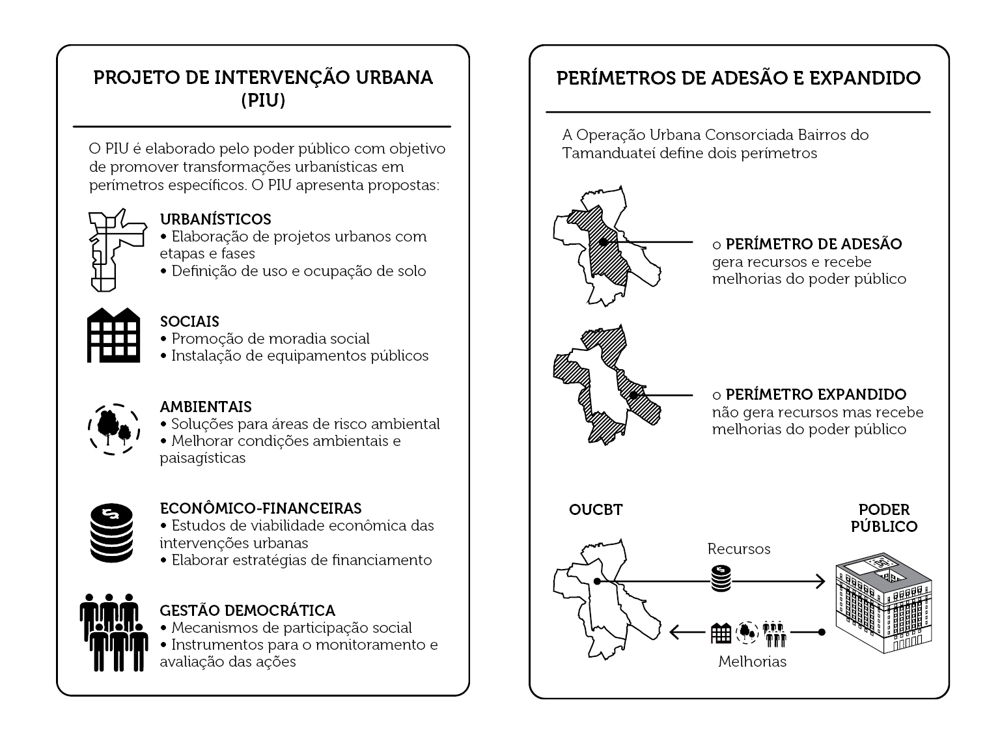 PROJETO DE INTERVENÇÃO URBANA
(PIU)
O PIU é elaborado pelo poder público com objetivo
de promover transformações urbanísticas em
perímetros específicos. O PIU apresenta propostas:
URBANÍSTICOS
• Elaboração de projetos urbanos com
etapas e fases
• Definição de uso e ocupação de solo
SOCIAIS
• Promoção de moradia social
• Instalação de equipamentos públicos
AMBIENTAIS
• Soluções para áreas de risco ambiental
• Melhorar condições ambientais e
paisagísticas
ECONÔMICO-FINANCEIRAS
• Estudos de viabilidade econômica das
intervenções urbanas
• Elaborar estratégias de financiamento
GESTÃO DEMOCRÁTICA
• Mecanismos de participação social
• Instrumentos para o monitoramento e
avaliação das ações
PERÍMETROS DE ADESÃO E EXPANDIDO
A Operação Urbana Consorciada Bairros do
Tamanduateí define dois perímetros
o PERÍMETRO DE ADESÃO
gera recursos e recebe
melhorias do poder público
o PERÍMETRO EXPANDIDO
não gera recursos mas recebe
melhorias do poder público
OUCBT
PODER
PÚBLICO
Recursos
Melhorias